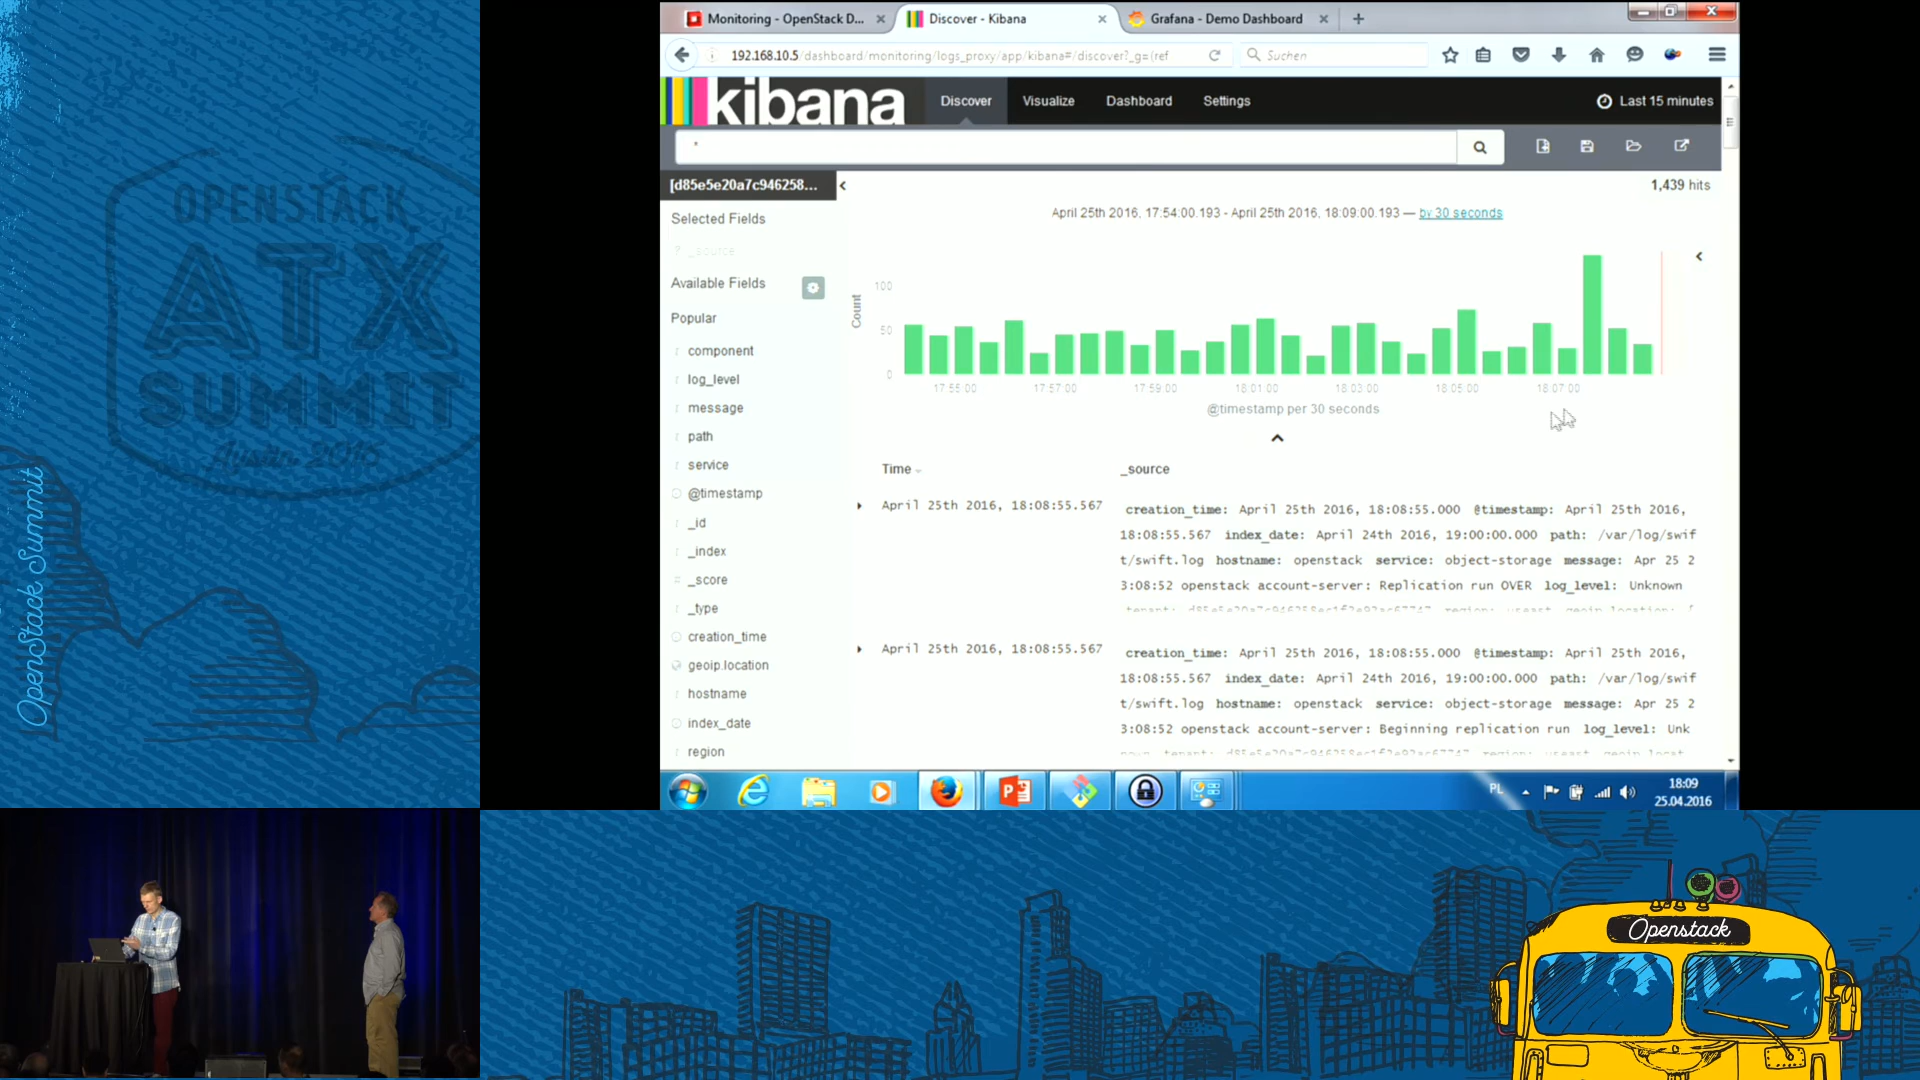 OPENSTACK
ATX
SUMMIT
Austin 2016
OpenStack Summit
Monitoring - OpenStack D...
Discover - Kibana
Grafana - Demo Dashboard
192.168.10.5/dashboard/monitoring/logs_proxy/app/kibana#/discover?_g=(ref
Suchen
kibana
Discover
Visualize
Dashboard
Settings
Last 15 minutes
*
[d85e5e20a7c946258...
1,439 hits
Selected Fields
April 25th 2016, 17:54:00.193 - April 25th 2016, 18:09:00.193 — by 30 seconds
? _source
Available Fields
Popular
t component
t log_level
t message
t path
t service
@timestamp
t _id
t _index
# _score
t _type
creation_time
geoip.location
t hostname
index_date
t region
Count
100
50
0
17:55:00 17:57:00 17:59:00 18:01:00 18:03:00 18:05:00 18:07:00
@timestamp per 30 seconds
Time
_source
April 25th 2016, 18:08:55.567
creation_time: April 25th 2016, 18:08:55.000 @timestamp: April 25th 2016,
18:08:55.567 index_date: April 24th 2016, 19:00:00.000 path: /var/log/swif
t/swift.log hostname: openstack service: object-storage message: Apr 25 2
3:08:52 openstack account-server: Replication run OVER log_level: Unknown
April 25th 2016, 18:08:55.567
creation_time: April 25th 2016, 18:08:55.000 @timestamp: April 25th 2016,
18:08:55.567 index_date: April 24th 2016, 19:00:00.000 path: /var/log/swif
t/swift.log hostname: openstack service: object-storage message: Apr 25 2
3:08:52 openstack account-server: Beginning replication run log_level: Unk
PL
18:09
25.04.2016
Openstack